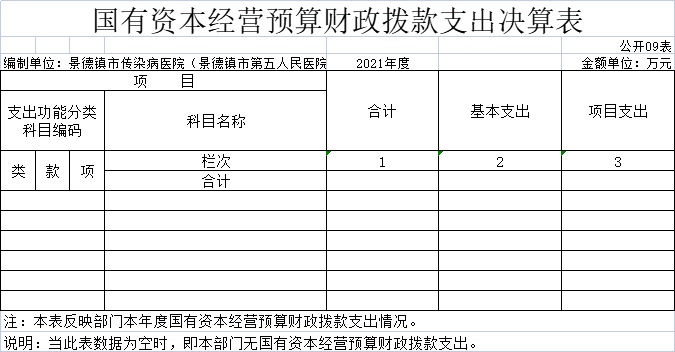 国有资本经营预算财政拨款支出决算表
公开09表
编制单位：景德镇市传染病医院（景德镇市第五人民医院 2021年度 金额单位：万元
项 目 合计 基本支出 项目支出
支出功能分类科目编码 科目名称
类 款 项 栏次 1 2 3
合计
注：本表反映部门本年度国有资本经营预算财政拨款支出情况。
说明：当此表数据为空时，即本部门无国有资本经营预算财政拨款支出。